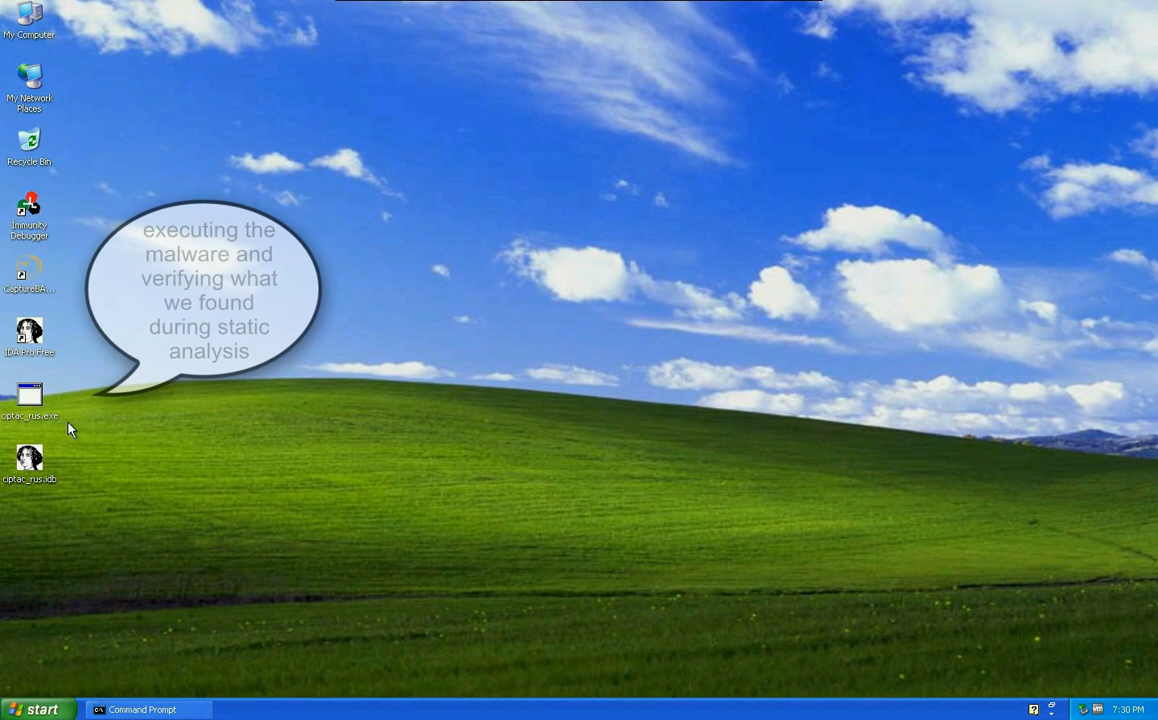 My Computer
My Network
Places
Recycle Bin
Immunity
Debugger
CaptureBA...
IDA Pro Free
ciptac_rus.exe
ciptac_rus.idb
executing the
malware and
verifying what
we found
during static
analysis
start
Command Prompt
7:30 PM